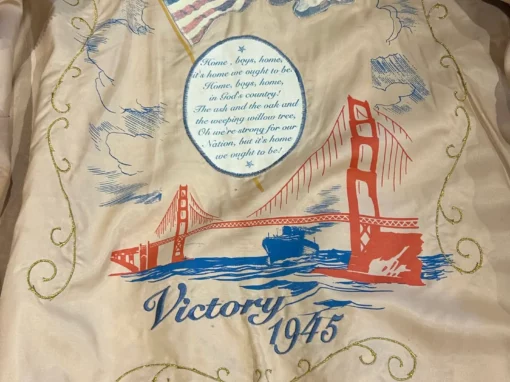 Home, boys, home,
it's home we ought to be.
Home, boys, home,
in God's country!
The ash and the oak and
the weeping willow tree,
Oh we're strong for our
Nation, but it's home
we ought to be!
Victory
1945